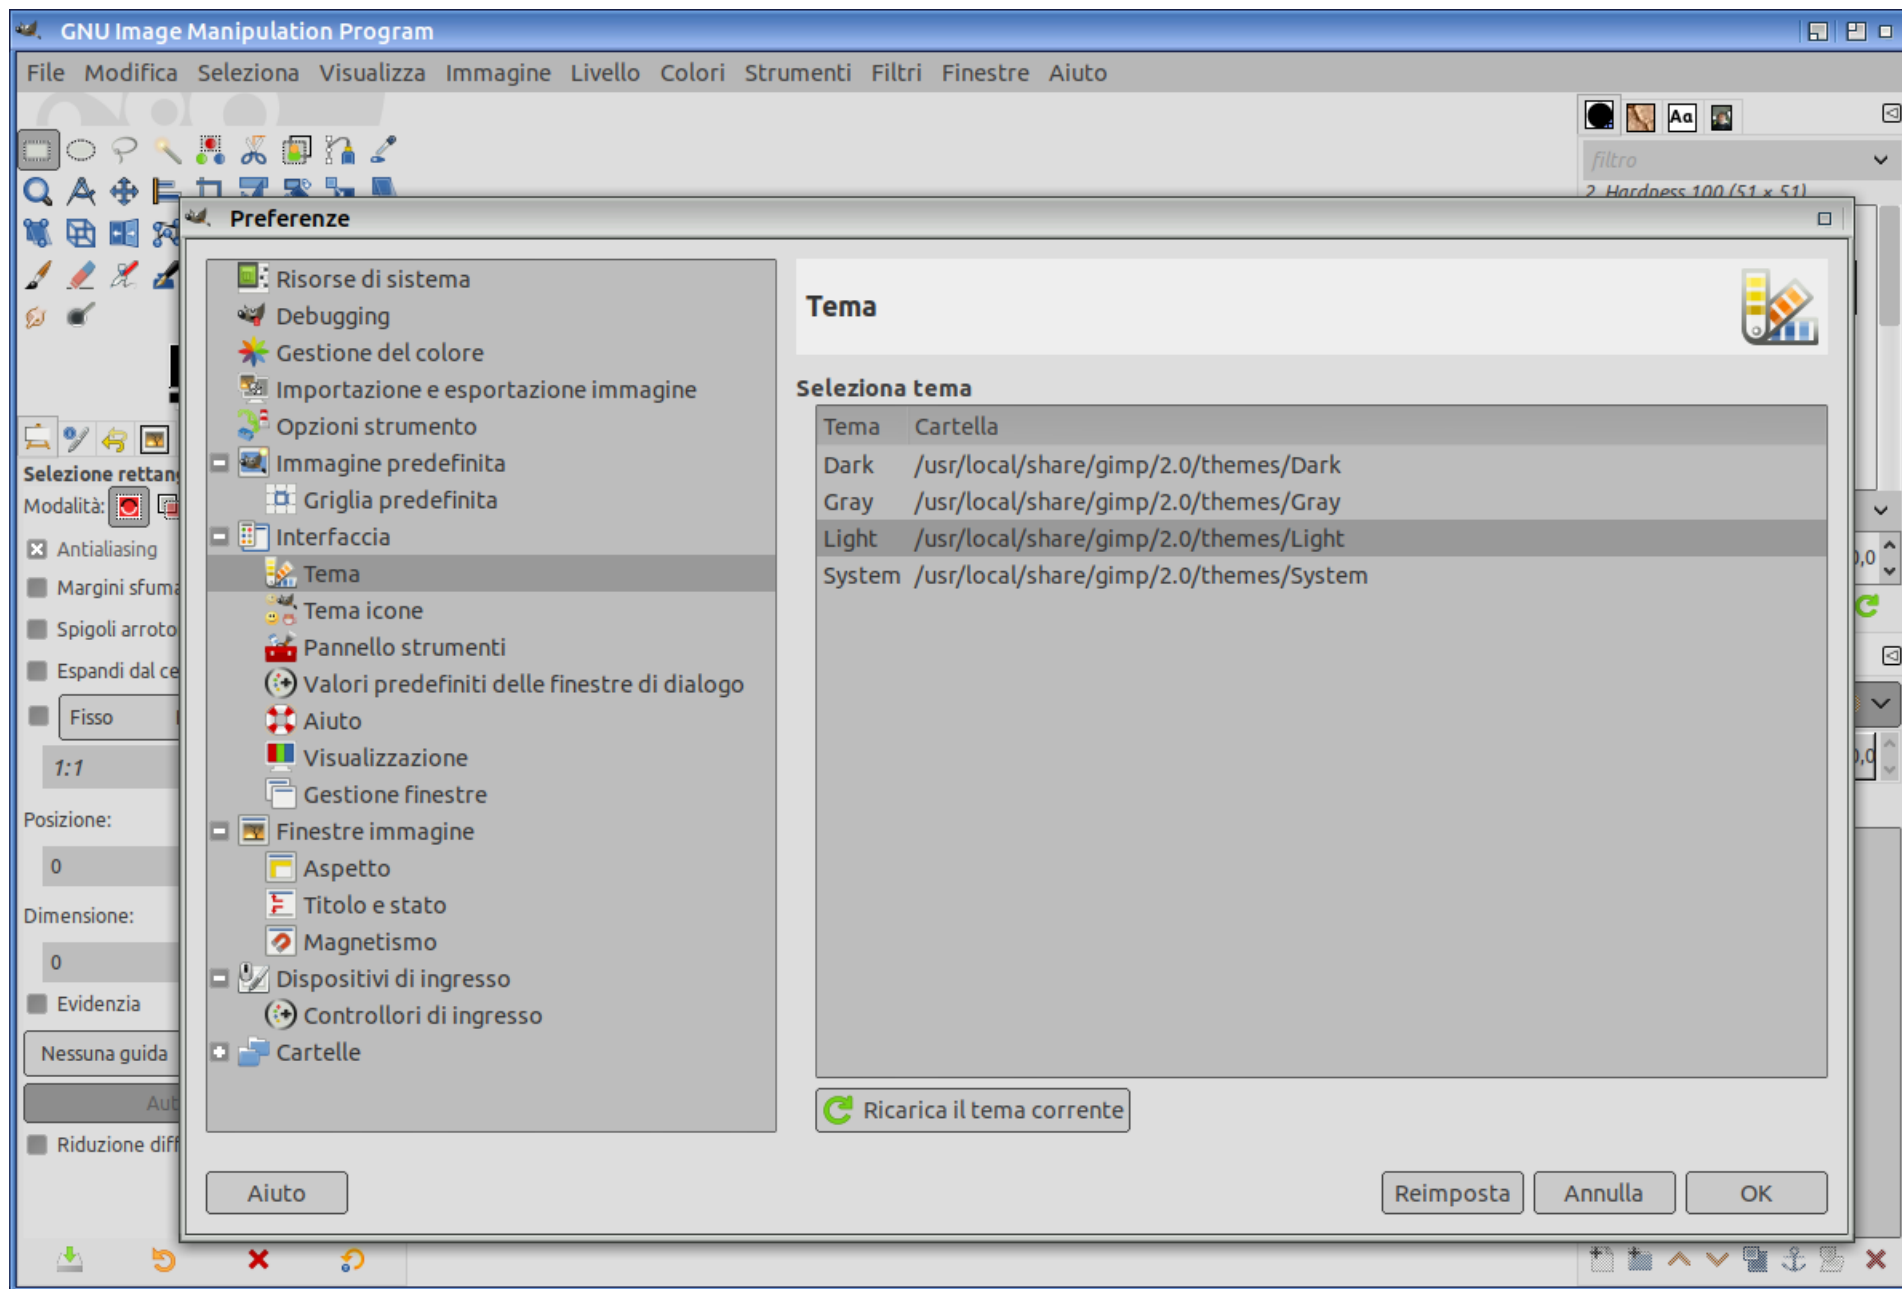 GNU Image Manipulation Program
File Modifica Seleziona Visualizza Immagine Livello Colori Strumenti Filtri Finestre Aiuto
Aa
filtro
2. Hardness 100 (51 × 51)
Preferenze
Risorse di sistema
Debugging
Gestione del colore
Importazione e esportazione immagine
Opzioni strumento
Immagine predefinita
Griglia predefinita
Interfaccia
Tema
Tema icone
Pannello strumenti
Valori predefiniti delle finestre di dialogo
Aiuto
Visualizzazione
Gestione finestre
Finestre immagine
Aspetto
Titolo e stato
Magnetismo
Dispositivi di ingresso
Controllori di ingresso
Cartelle
Tema
Seleziona tema
Tema Cartella
Dark /usr/local/share/gimp/2.0/themes/Dark
Gray /usr/local/share/gimp/2.0/themes/Gray
Light /usr/local/share/gimp/2.0/themes/Light
System /usr/local/share/gimp/2.0/themes/System
Ricarica il tema corrente
Aiuto
Reimposta Annulla OK
Selezione
Modalità:
Antialiasing
Margini
Spigoli
Espandi dal
Fisso
1:1
Posizione:
0
Dimensione:
0
Evidenzia
Nessuna guida
Riduzione